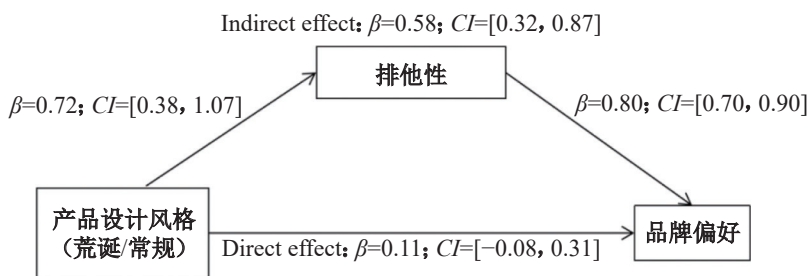 Indirect effect: β=0.58; CI=[0.32, 0.87]
排他性
β=0.72; CI=[0.38, 1.07]
β=0.80; CI=[0.70, 0.90]
产品设计风格
（荒诞/常规）
Direct effect: β=0.11; CI=[−0.08, 0.31]
品牌偏好